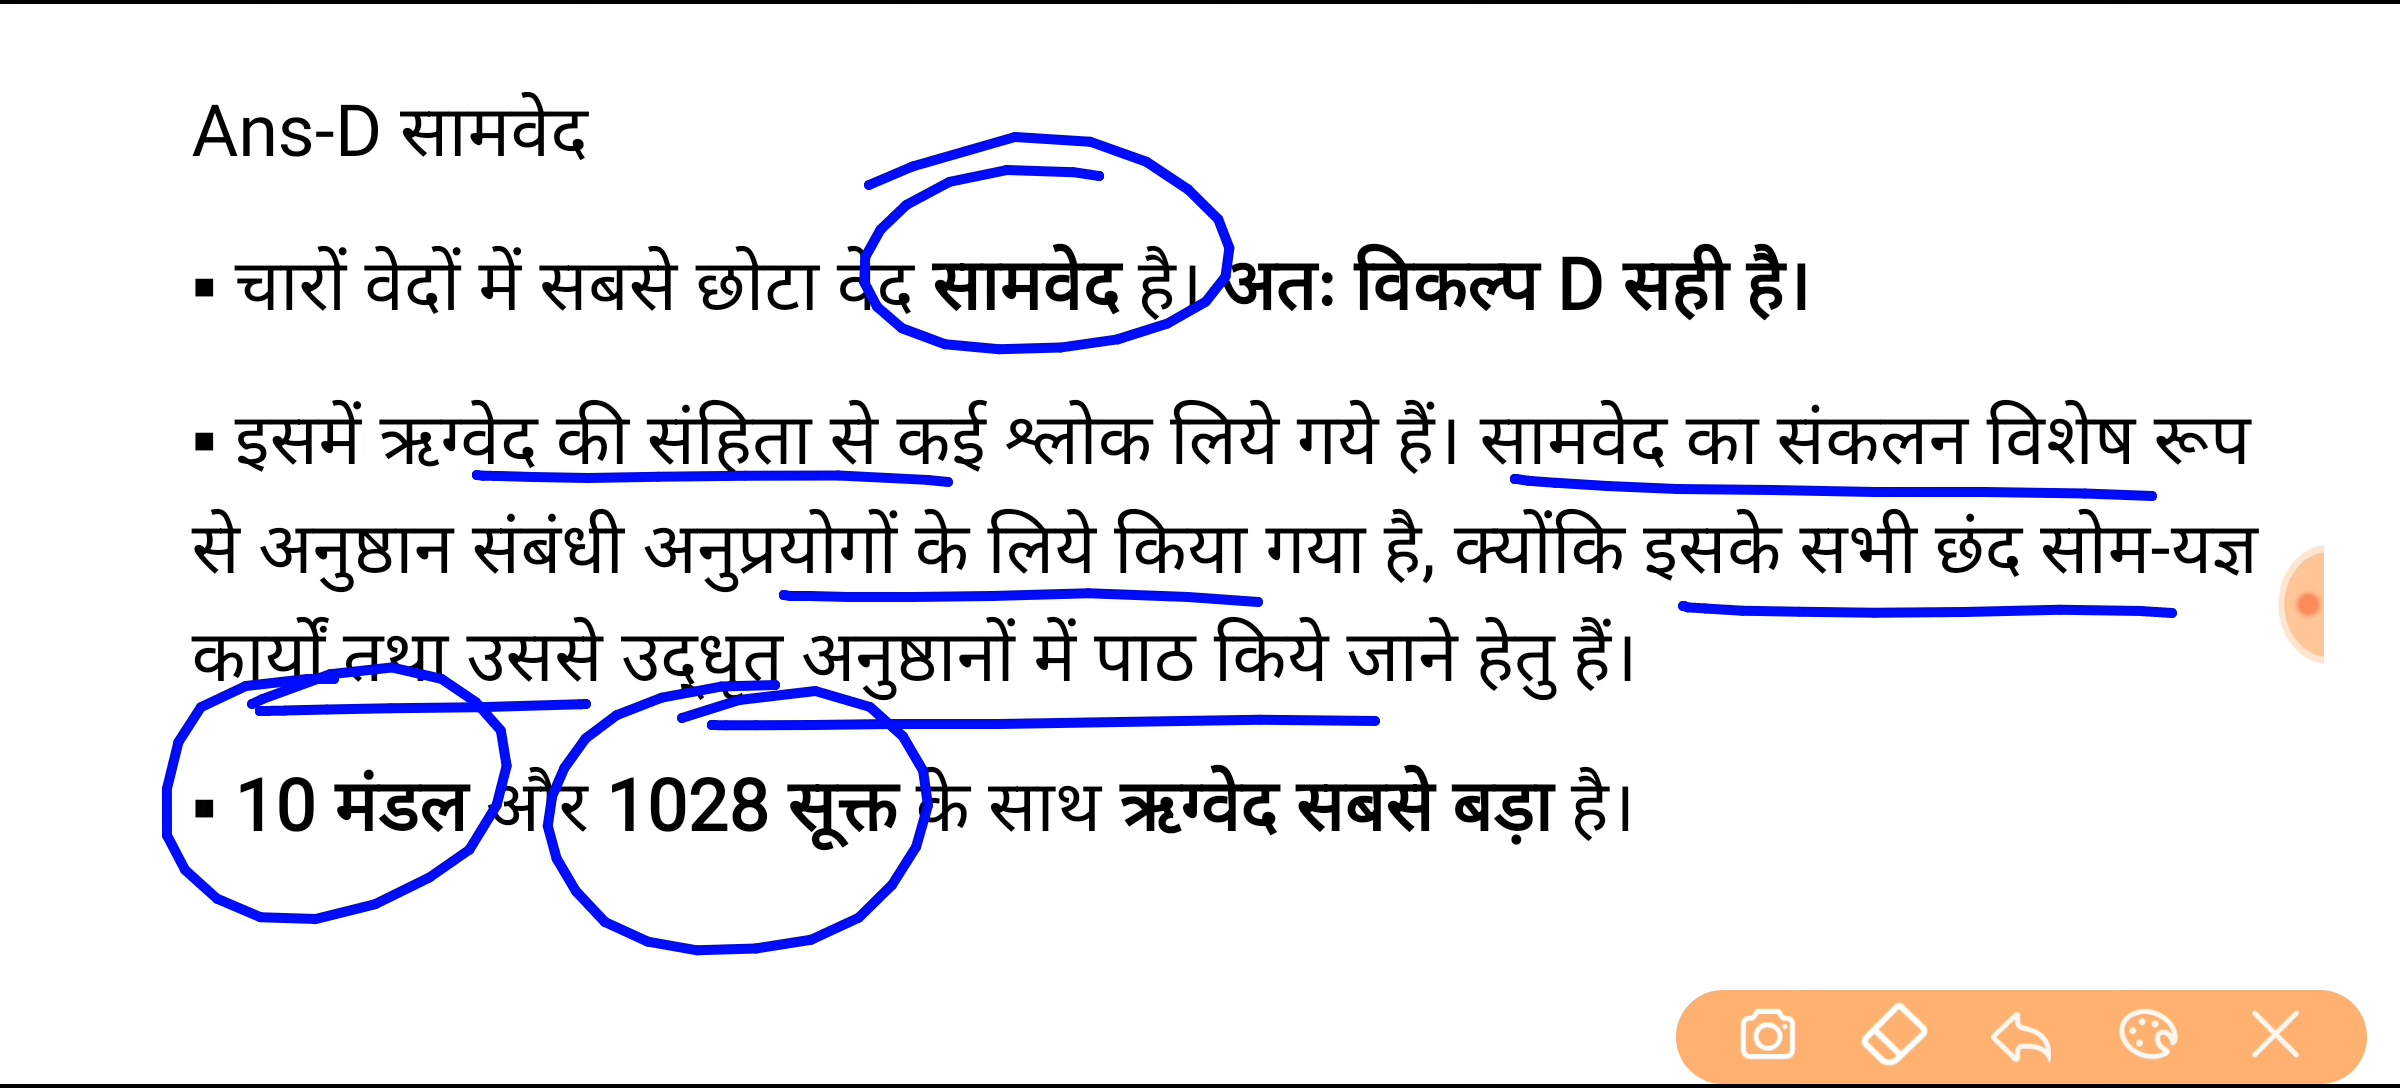 Ans-D सामवेद
▪ चारों वेदों में सबसे छोटा वेद सामवेद है। अतः विकल्प D सही है।
▪ इसमें ऋग्वेद की संहिता से कई श्लोक लिये गये हैं। सामवेद का संकलन विशेष रूप
से अनुष्ठान संबंधी अनुप्रयोगों के लिये किया गया है, क्योंकि इसके सभी छंद सोम-यज्ञ
कार्यों तथा उससे उद्धृत अनुष्ठानों में पाठ किये जाने हेतु हैं।
▪ 10 मंडल और 1028 सूक्त के साथ ऋग्वेद सबसे बड़ा है।